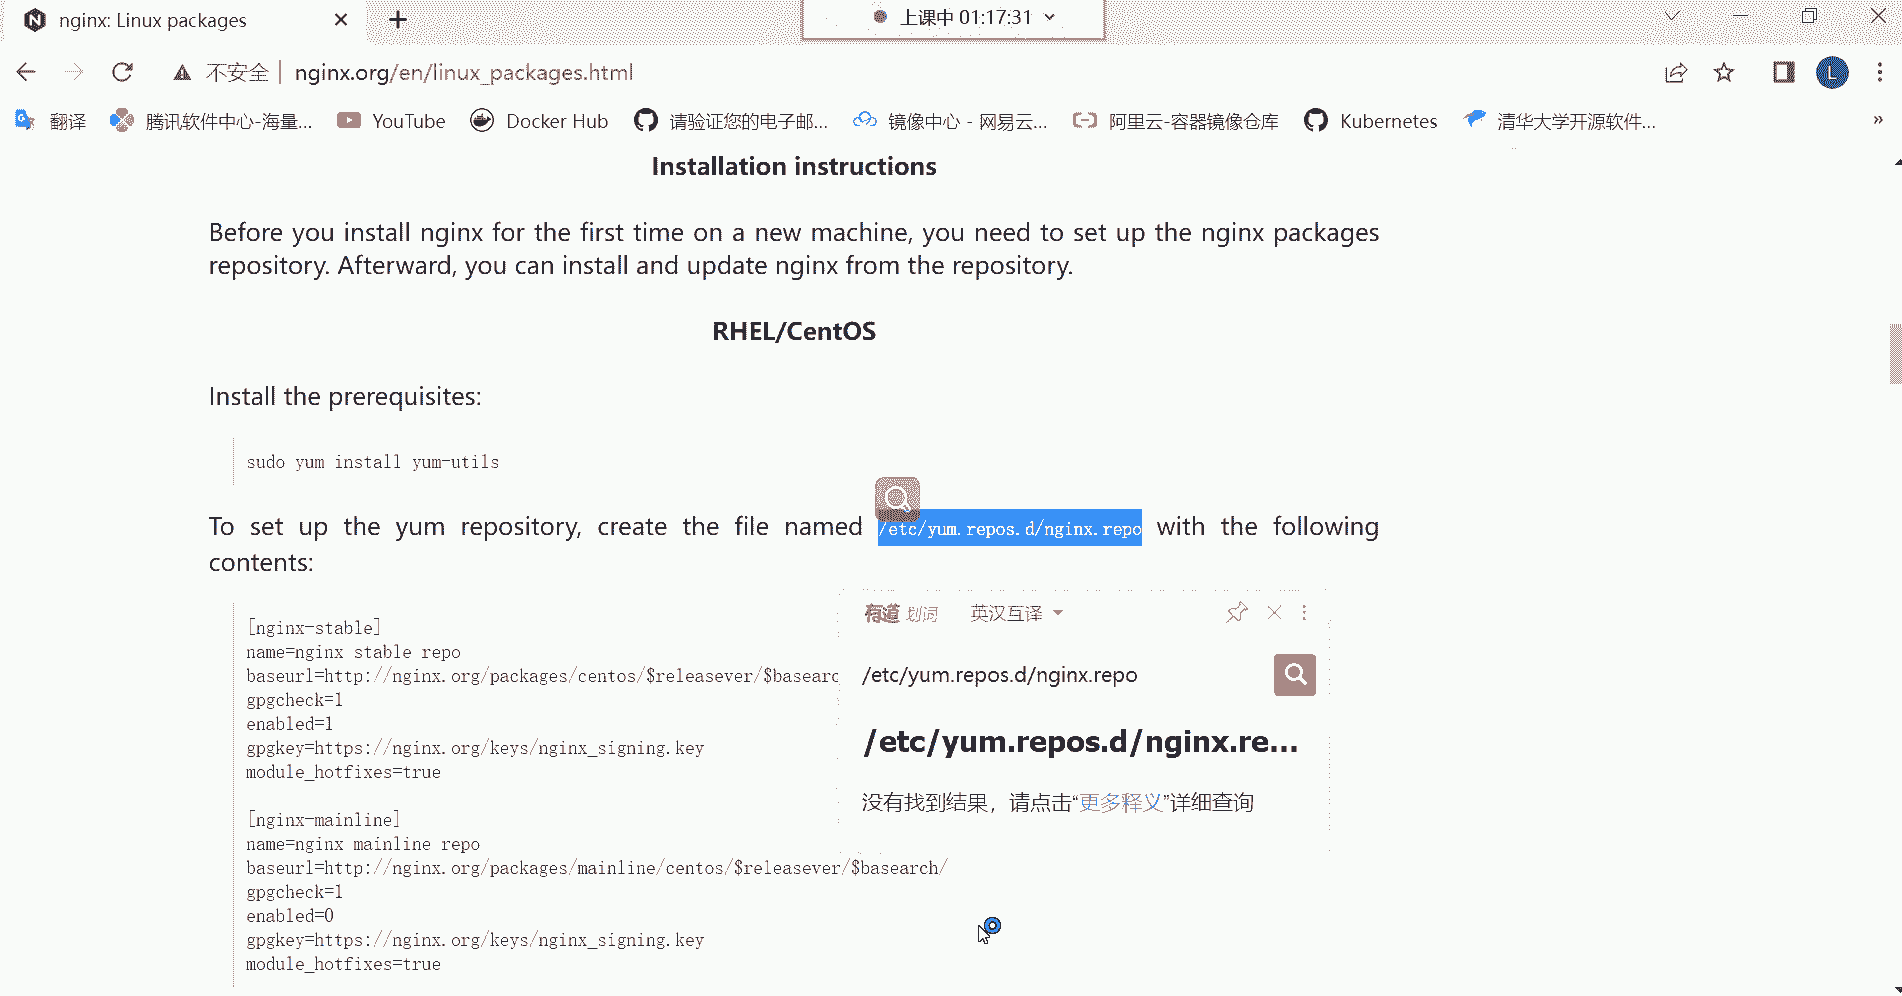 nginx: Linux packages
上课中 01:17:31
不安全 | nginx.org/en/linux_packages.html
L
翻译
腾讯软件中心-海量...
YouTube
Docker Hub
请验证您的电子邮...
镜像中心 - 网易云...
阿里云-容器镜像仓库
Kubernetes
清华大学开源软件...
»
Installation instructions
Before you install nginx for the first time on a new machine, you need to set up the nginx packages
repository. Afterward, you can install and update nginx from the repository.
RHEL/CentOS
Install the prerequisites:
sudo yum install yum-utils
To set up the yum repository, create the file named /etc/yum.repos.d/nginx.repo with the following
contents:
[nginx-stable]
name=nginx stable repo
baseurl=http://nginx.org/packages/centos/$releasever/$basearc
gpgcheck=1
enabled=1
gpgkey=https://nginx.org/keys/nginx_signing.key
module_hotfixes=true
[nginx-mainline]
name=nginx mainline repo
baseurl=http://nginx.org/packages/mainline/centos/$releasever/$basearch/
gpgcheck=1
enabled=0
gpgkey=https://nginx.org/keys/nginx_signing.key
module_hotfixes=true
有道 划词 英汉互译
/etc/yum.repos.d/nginx.repo
/etc/yum.repos.d/nginx.re...
没有找到结果，请点击“更多释义”详细查询